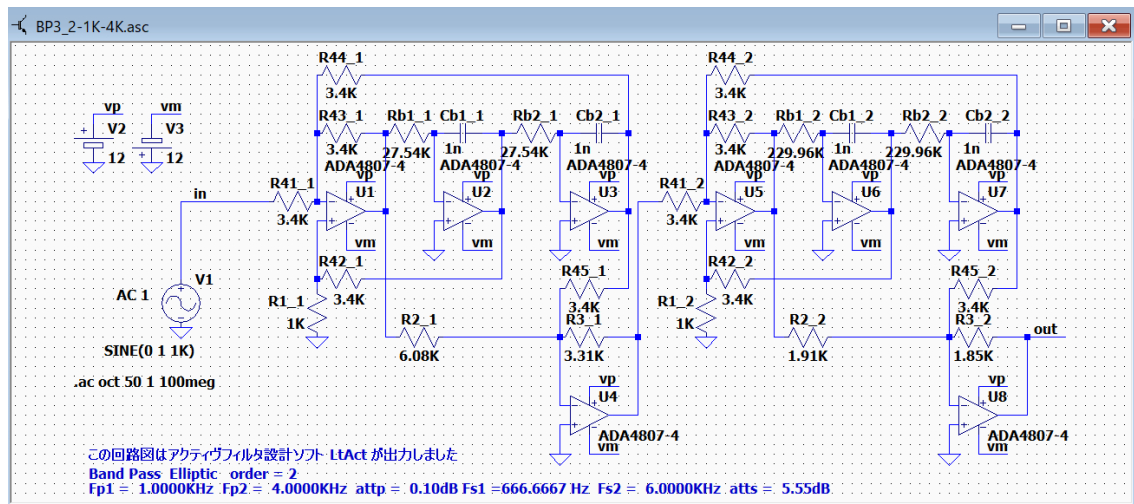 BP3_2-1K-4K.asc
R44_1
3.4K
R44_2
3.4K
vp
V2
12
vm
V3
12
R43_1
3.4K
Rb1_1
27.54K
Cb1_1
1n
Rb2_1
27.54K
Cb2_1
1n
R43_2
3.4K
Rb1_2
229.96K
Cb1_2
1n
Rb2_2
229.96K
Cb2_2
1n
ADA4807-4
vp
U1
vm
ADA4807-4
vp
U2
vm
ADA4807-4
vp
U3
vm
ADA4807-4
vp
U5
vm
ADA4807-4
vp
U6
vm
ADA4807-4
vp
U7
vm
in
R41_1
3.4K
R41_2
3.4K
R42_1
3.4K
R45_1
3.4K
R42_2
3.4K
R45_2
3.4K
V1
AC 1
SINE(0 1 1K)
R1_1
1K
R2_1
6.08K
R3_1
3.31K
R1_2
1K
R2_2
1.91K
R3_2
1.85K
out
vp
U4
ADA4807-4
vm
vp
U8
ADA4807-4
vm
.ac oct 50 1 100meg
この回路図はアクティヴフィルタ設計ソフト LtAct が出力しました
Band Pass Elliptic order = 2
Fp1 = 1.0000KHz Fp2 = 4.0000KHz attp = 0.10dB Fs1 =666.6667 Hz Fs2 = 6.0000KHz atts = 5.55dB